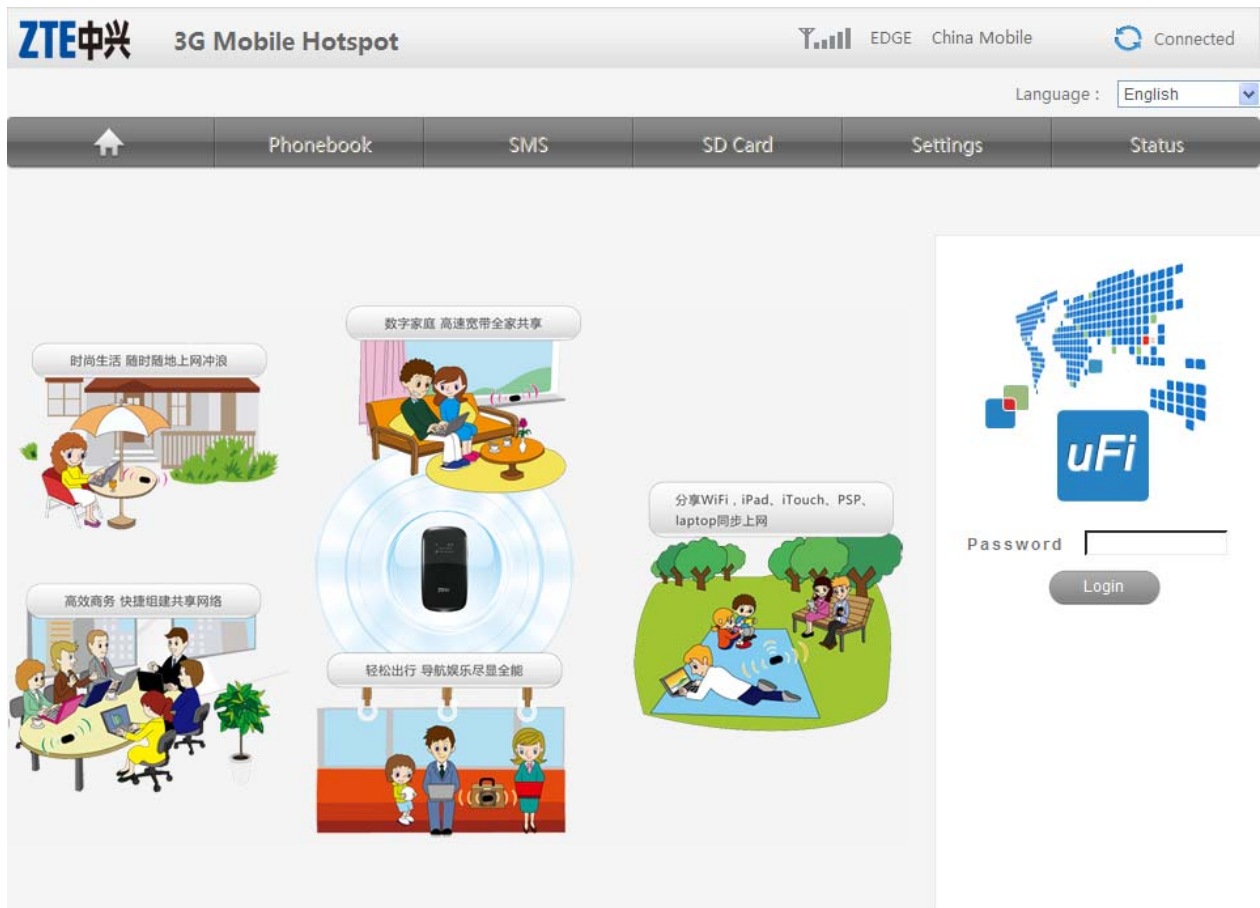 ZTE中兴 3G Mobile Hotspot EDGE China Mobile Connected
Language : English
Phonebook SMS SD Card Settings Status
数字家庭 高速宽带全家共享
时尚生活 随时随地上网冲浪
uFi
分享WiFi，iPad、iTouch、PSP、
laptop同步上网
Password
Login
高效商务 快捷组建共享网络
轻松出行 导航娱乐尽显全能